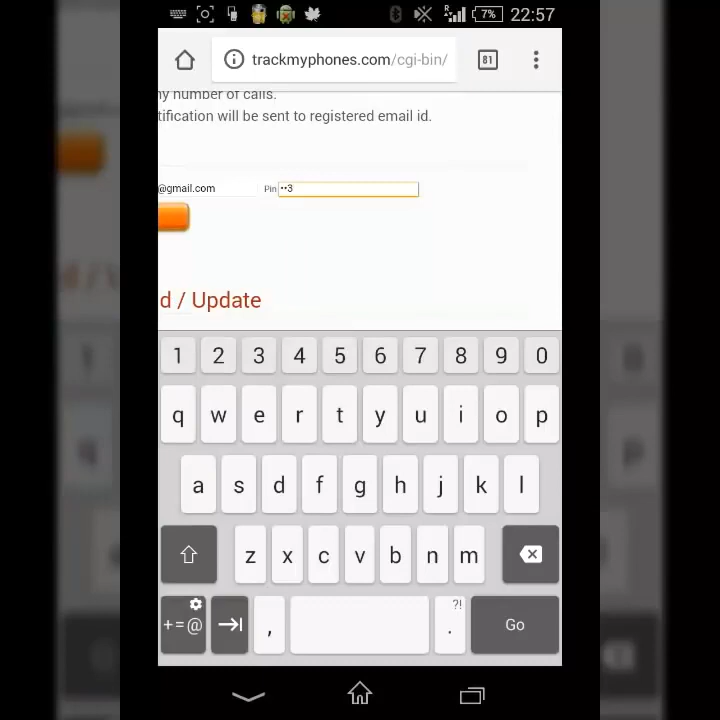 7% 22:57
trackmyphones.com/cgi-bin/ 81
ny number of calls.
tification will be sent to registered email id.
@gmail.com Pin ••3
d / Update
1 2 3 4 5 6 7 8 9 0
q w e r t y u i o p
a s d f g h j k l
z x c v b n m
+=@ , ?! . Go